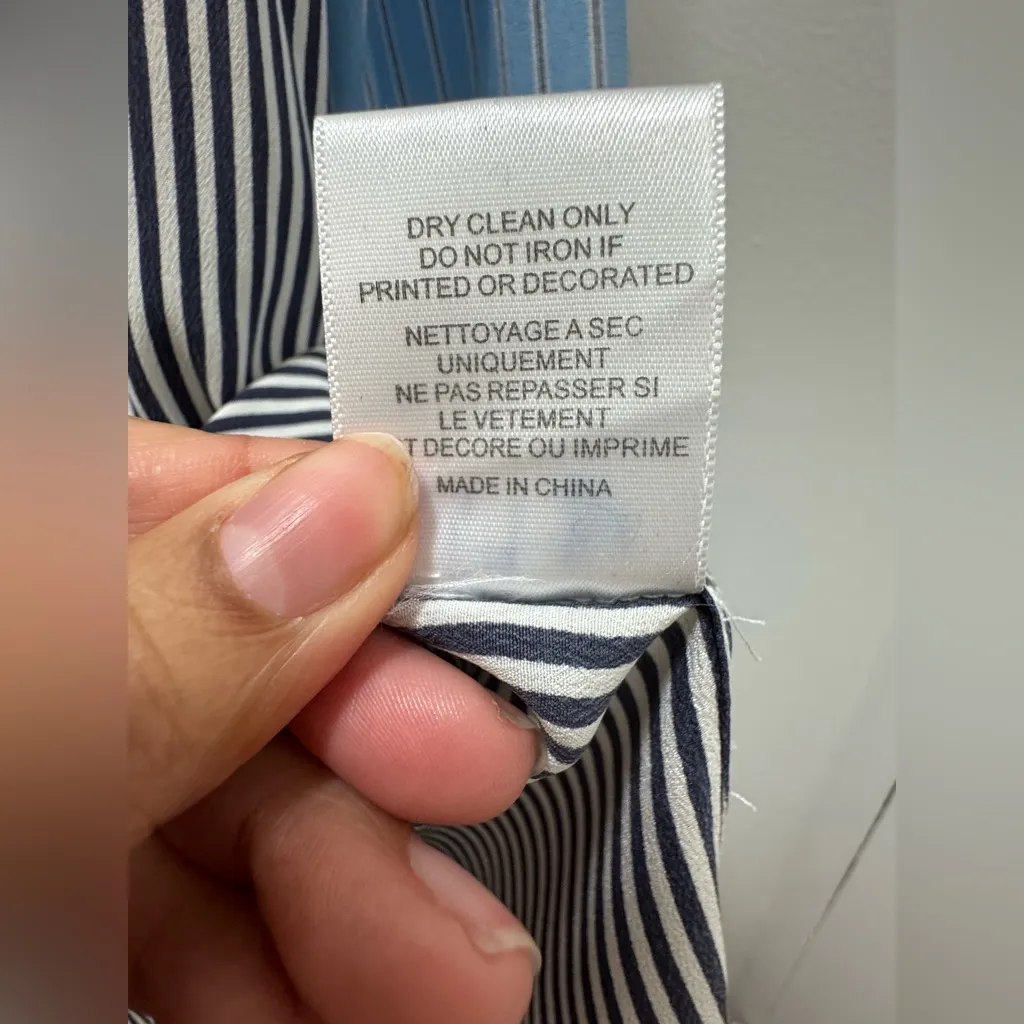 DRY CLEAN ONLY
DO NOT IRON IF
PRINTED OR DECORATED
NETTOYAGE A SEC
UNIQUEMENT
NE PAS REPASSER SI
LE VETEMENT
T DECORE OU IMPRIME
MADE IN CHINA